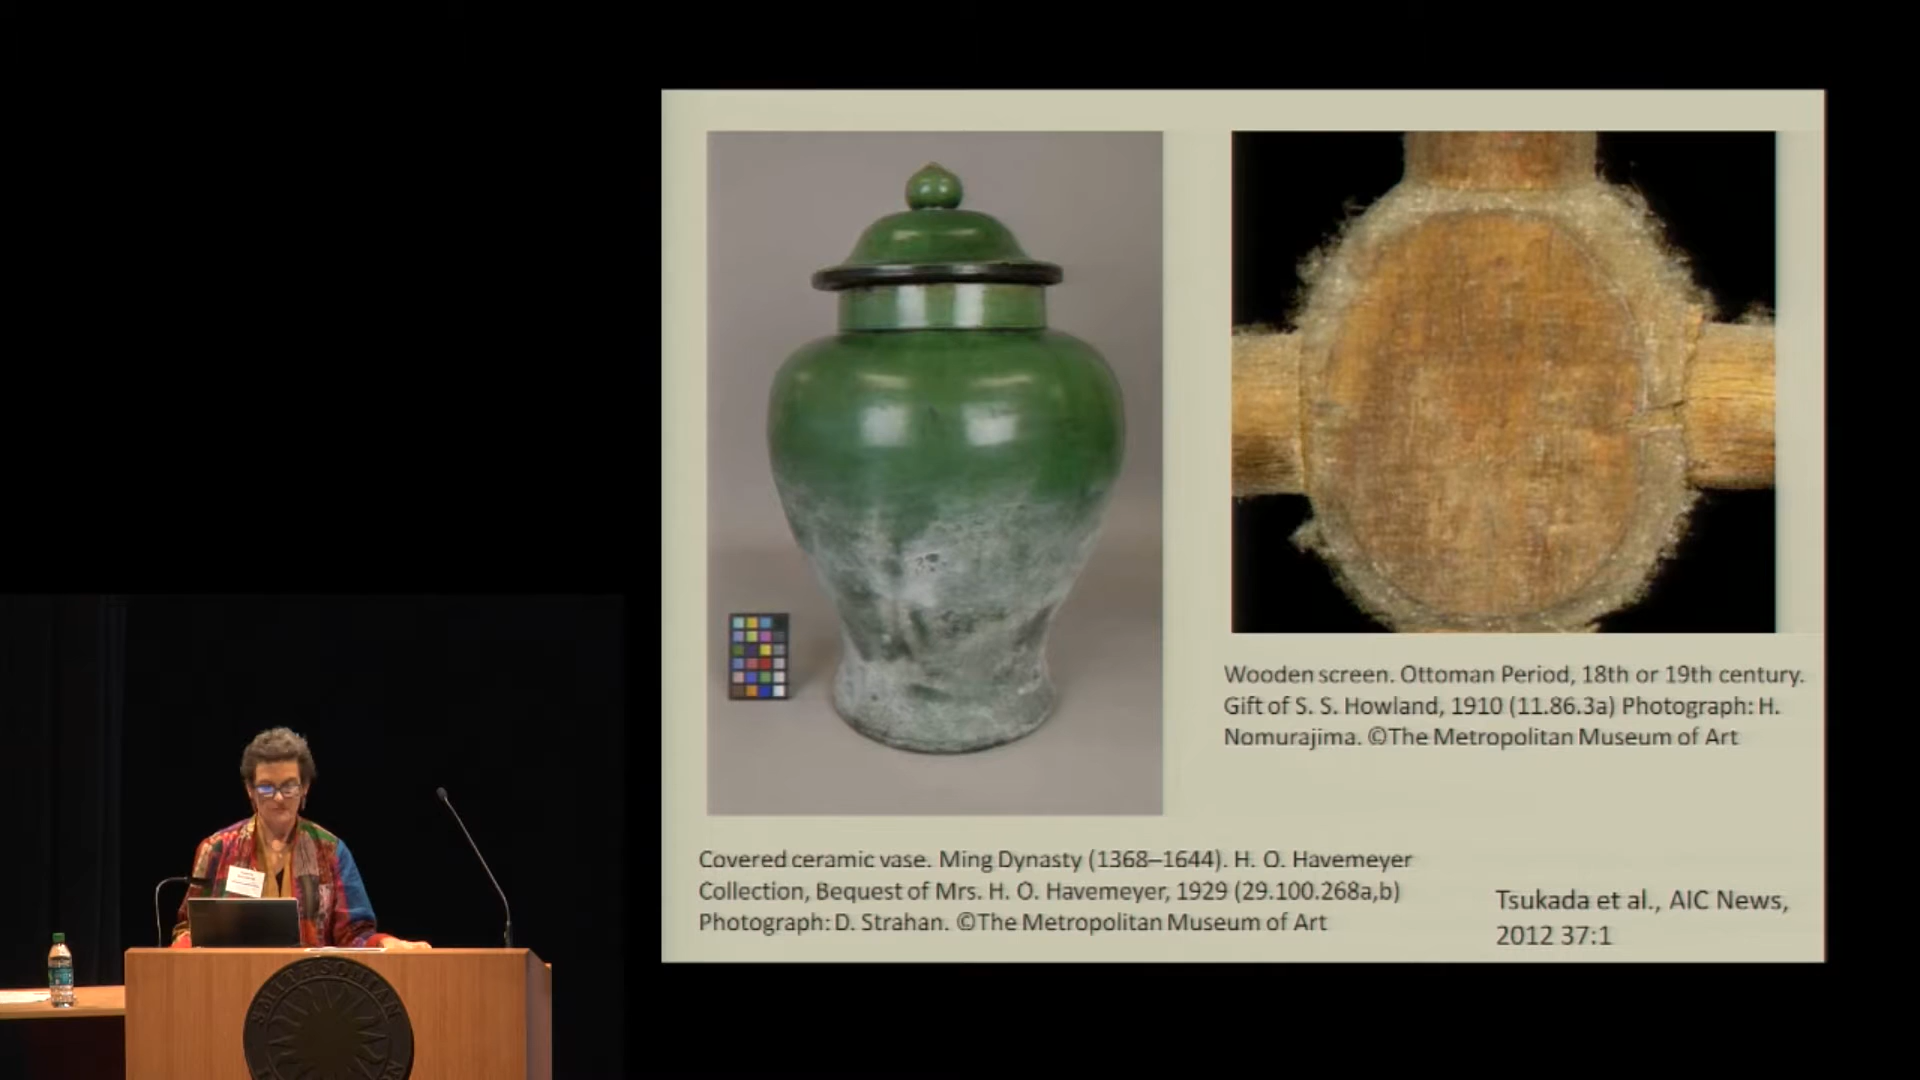 Wooden screen. Ottoman Period, 18th or 19th century.
Gift of S. S. Howland, 1910 (11.86.3a) Photograph: H.
Nomurajima. ©The Metropolitan Museum of Art
Covered ceramic vase. Ming Dynasty (1368–1644). H. O. Havemeyer
Collection, Bequest of Mrs. H. O. Havemeyer, 1929 (29.100.268a,b)
Photograph: D. Strahan. ©The Metropolitan Museum of Art
Tsukada et al., AIC News,
2012 37:1
SMITHSONIAN